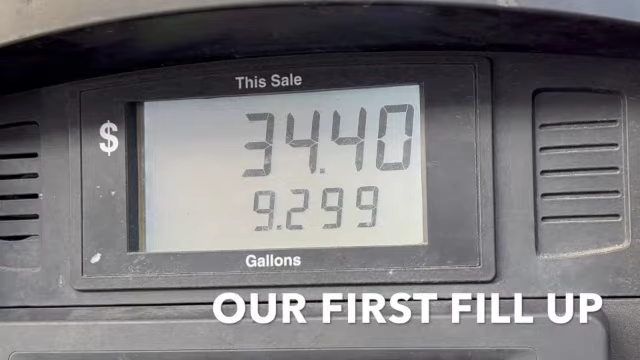 This Sale
$ 34.40
9.299
Gallons
OUR FIRST FILL UP